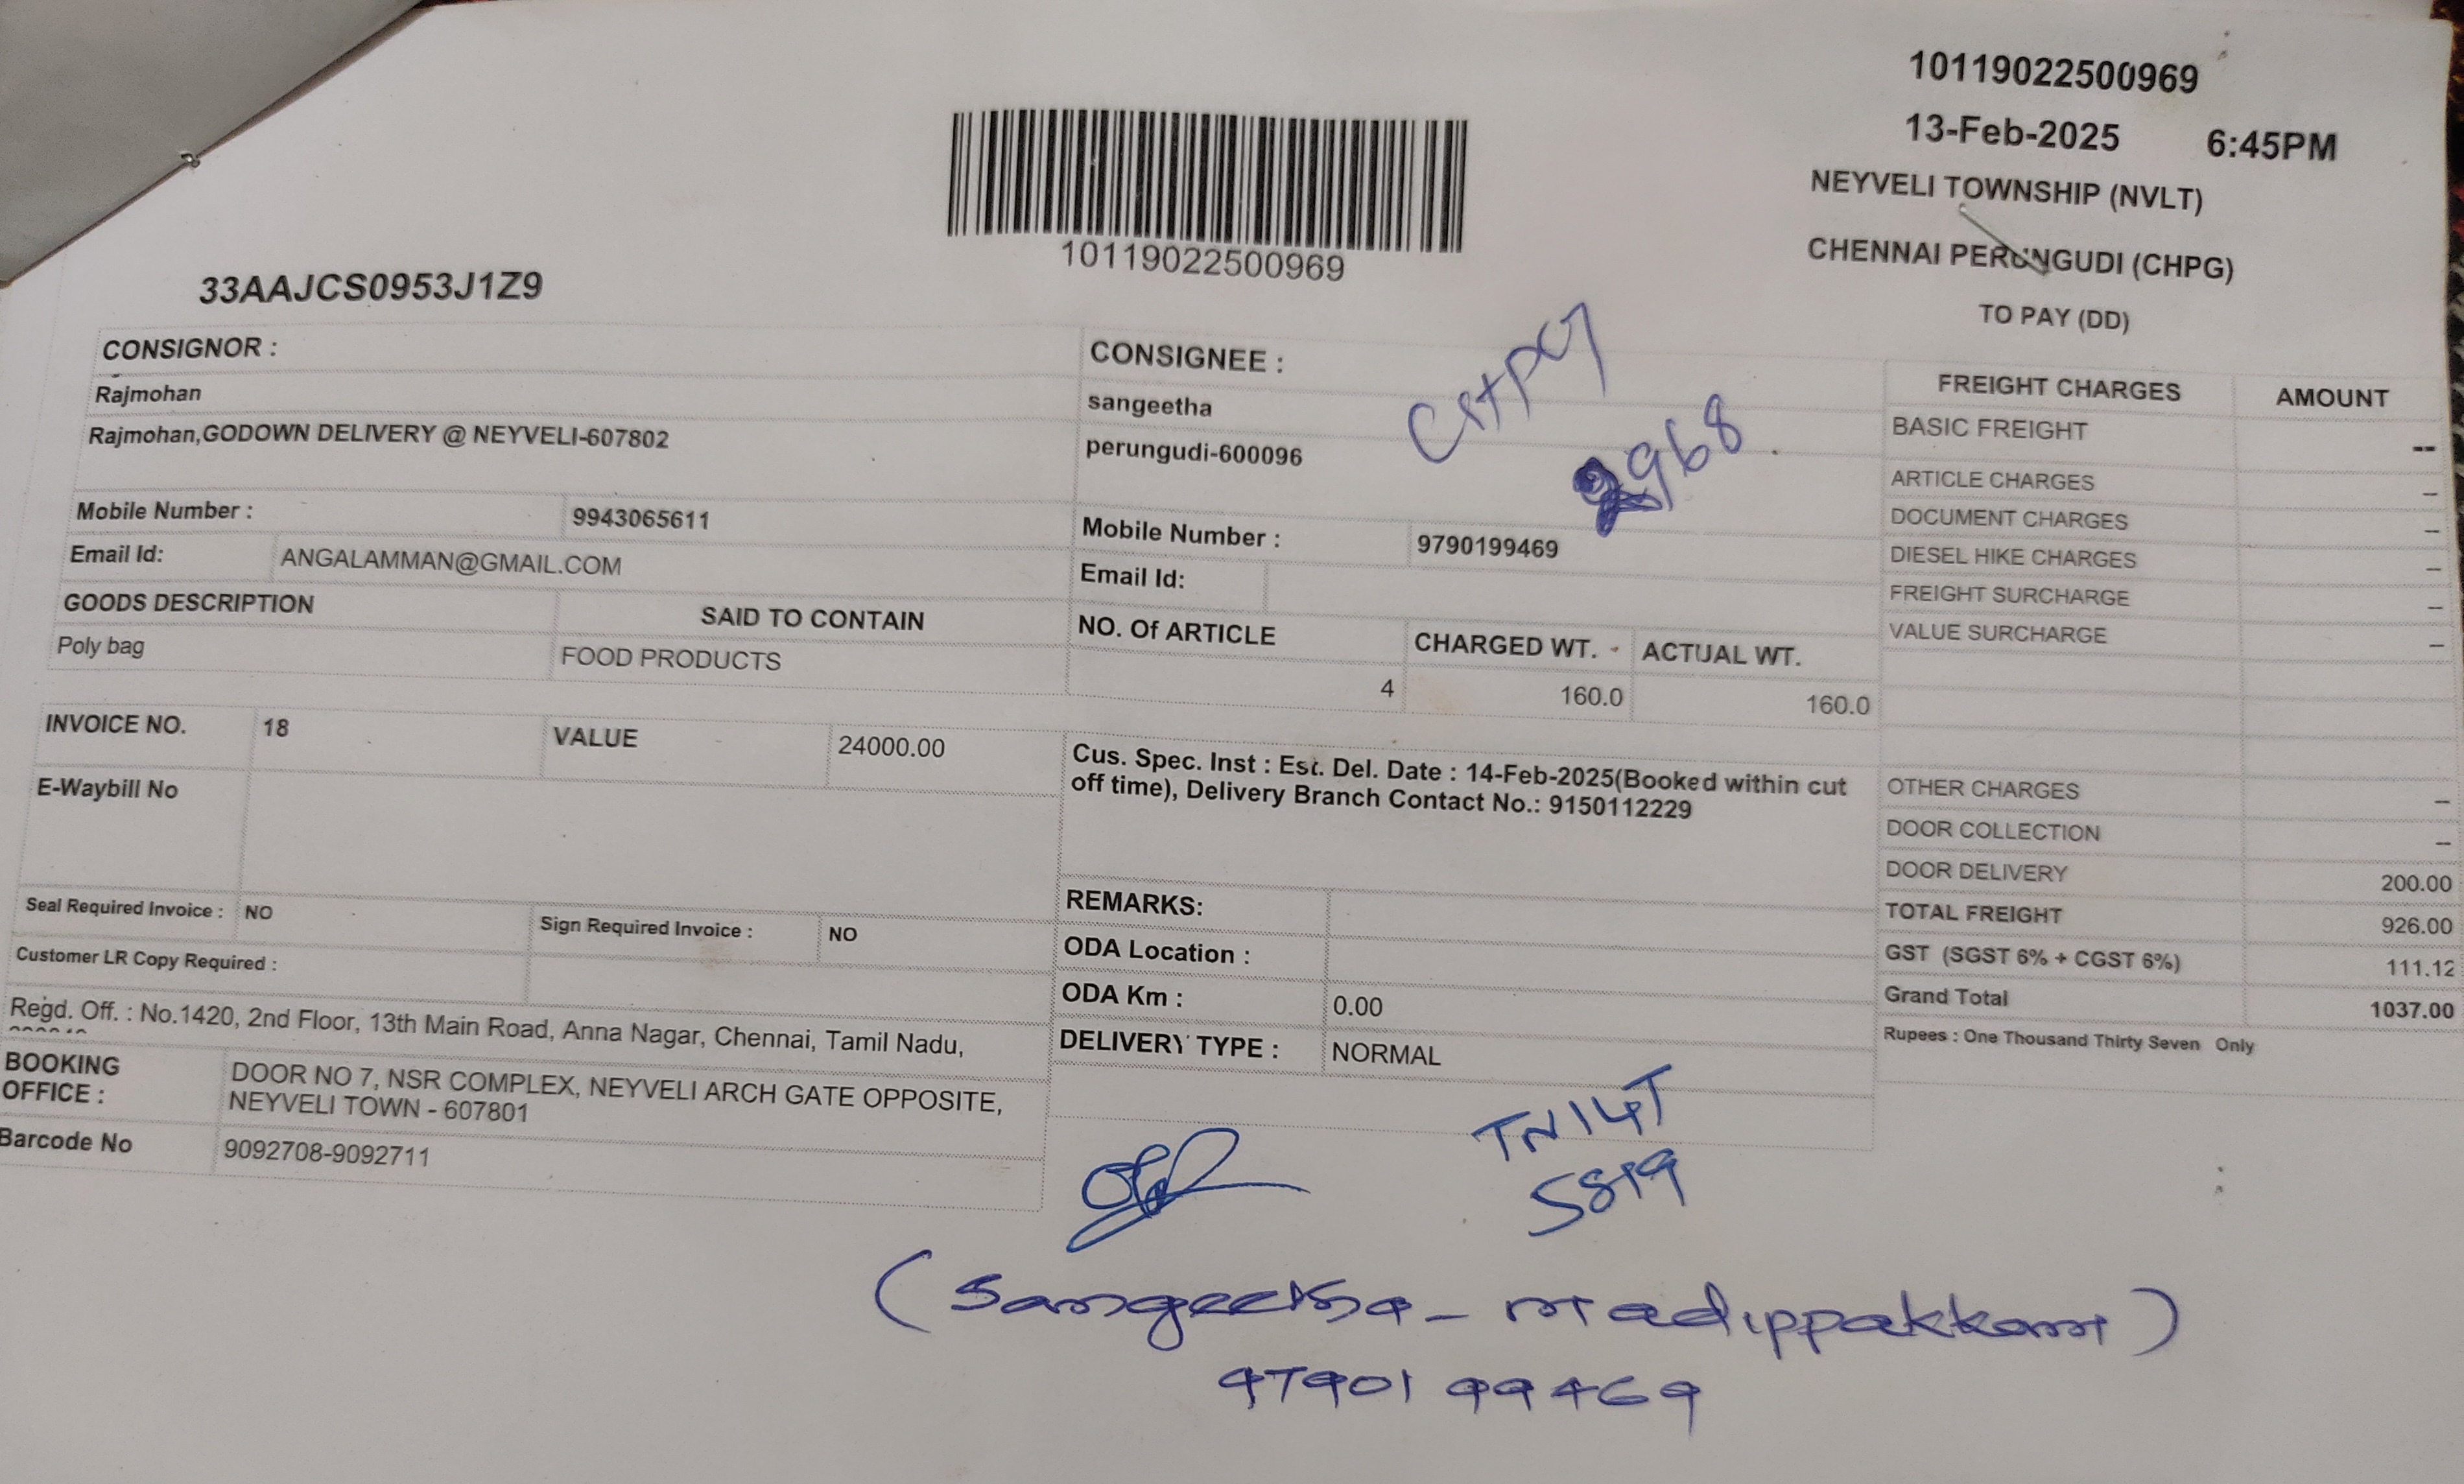 10119022500969
13-Feb-2025 6:45PM
NEYVELI TOWNSHIP (NVLT)
CHENNAI PERUNGUDI (CHPG)
TO PAY (DD)
10119022500969
33AAJCS0953J1Z9
CONSIGNOR :
Rajmohan
Rajmohan,GODOWN DELIVERY @ NEYVELI-607802
Mobile Number : 9943065611
Email Id: ANGALAMMAN@GMAIL.COM
CONSIGNEE :
sangeetha
perungudi-600096
CHPG
968
Mobile Number : 9790199469
Email Id:
GOODS DESCRIPTION SAID TO CONTAIN
Poly bag FOOD PRODUCTS
NO. Of ARTICLE CHARGED WT. ACTUAL WT.
4 160.0 160.0
INVOICE NO. 18 VALUE 24000.00
E-Waybill No
Cus. Spec. Inst : Est. Del. Date : 14-Feb-2025(Booked within cut
off time), Delivery Branch Contact No.: 9150112229
Seal Required Invoice : NO Sign Required Invoice : NO
Customer LR Copy Required :
REMARKS:
ODA Location :
ODA Km : 0.00
DELIVERY TYPE : NORMAL
Regd. Off. : No.1420, 2nd Floor, 13th Main Road, Anna Nagar, Chennai, Tamil Nadu,
BOOKING
OFFICE :
DOOR NO 7, NSR COMPLEX, NEYVELI ARCH GATE OPPOSITE,
NEYVELI TOWN - 607801
Barcode No 9092708-9092711
FREIGHT CHARGES AMOUNT
BASIC FREIGHT --
ARTICLE CHARGES --
DOCUMENT CHARGES --
DIESEL HIKE CHARGES --
FREIGHT SURCHARGE --
VALUE SURCHARGE --
OTHER CHARGES --
DOOR COLLECTION --
DOOR DELIVERY 200.00
TOTAL FREIGHT 926.00
GST (SGST 6% + CGST 6%) 111.12
Grand Total 1037.00
Rupees : One Thousand Thirty Seven Only
TN14T
5819
(Sangeetha - Madippakkam)
9790199469